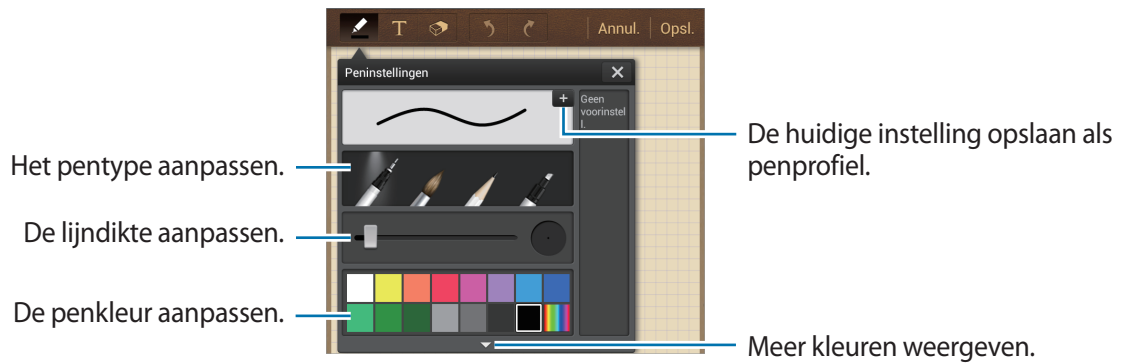 T
Annul.
Opsl.
Peninstellingen
Geen
voorinstel
l.
De huidige instelling opslaan als
penprofiel.
Het pentype aanpassen.
De lijndikte aanpassen.
De penkleur aanpassen.
Meer kleuren weergeven.